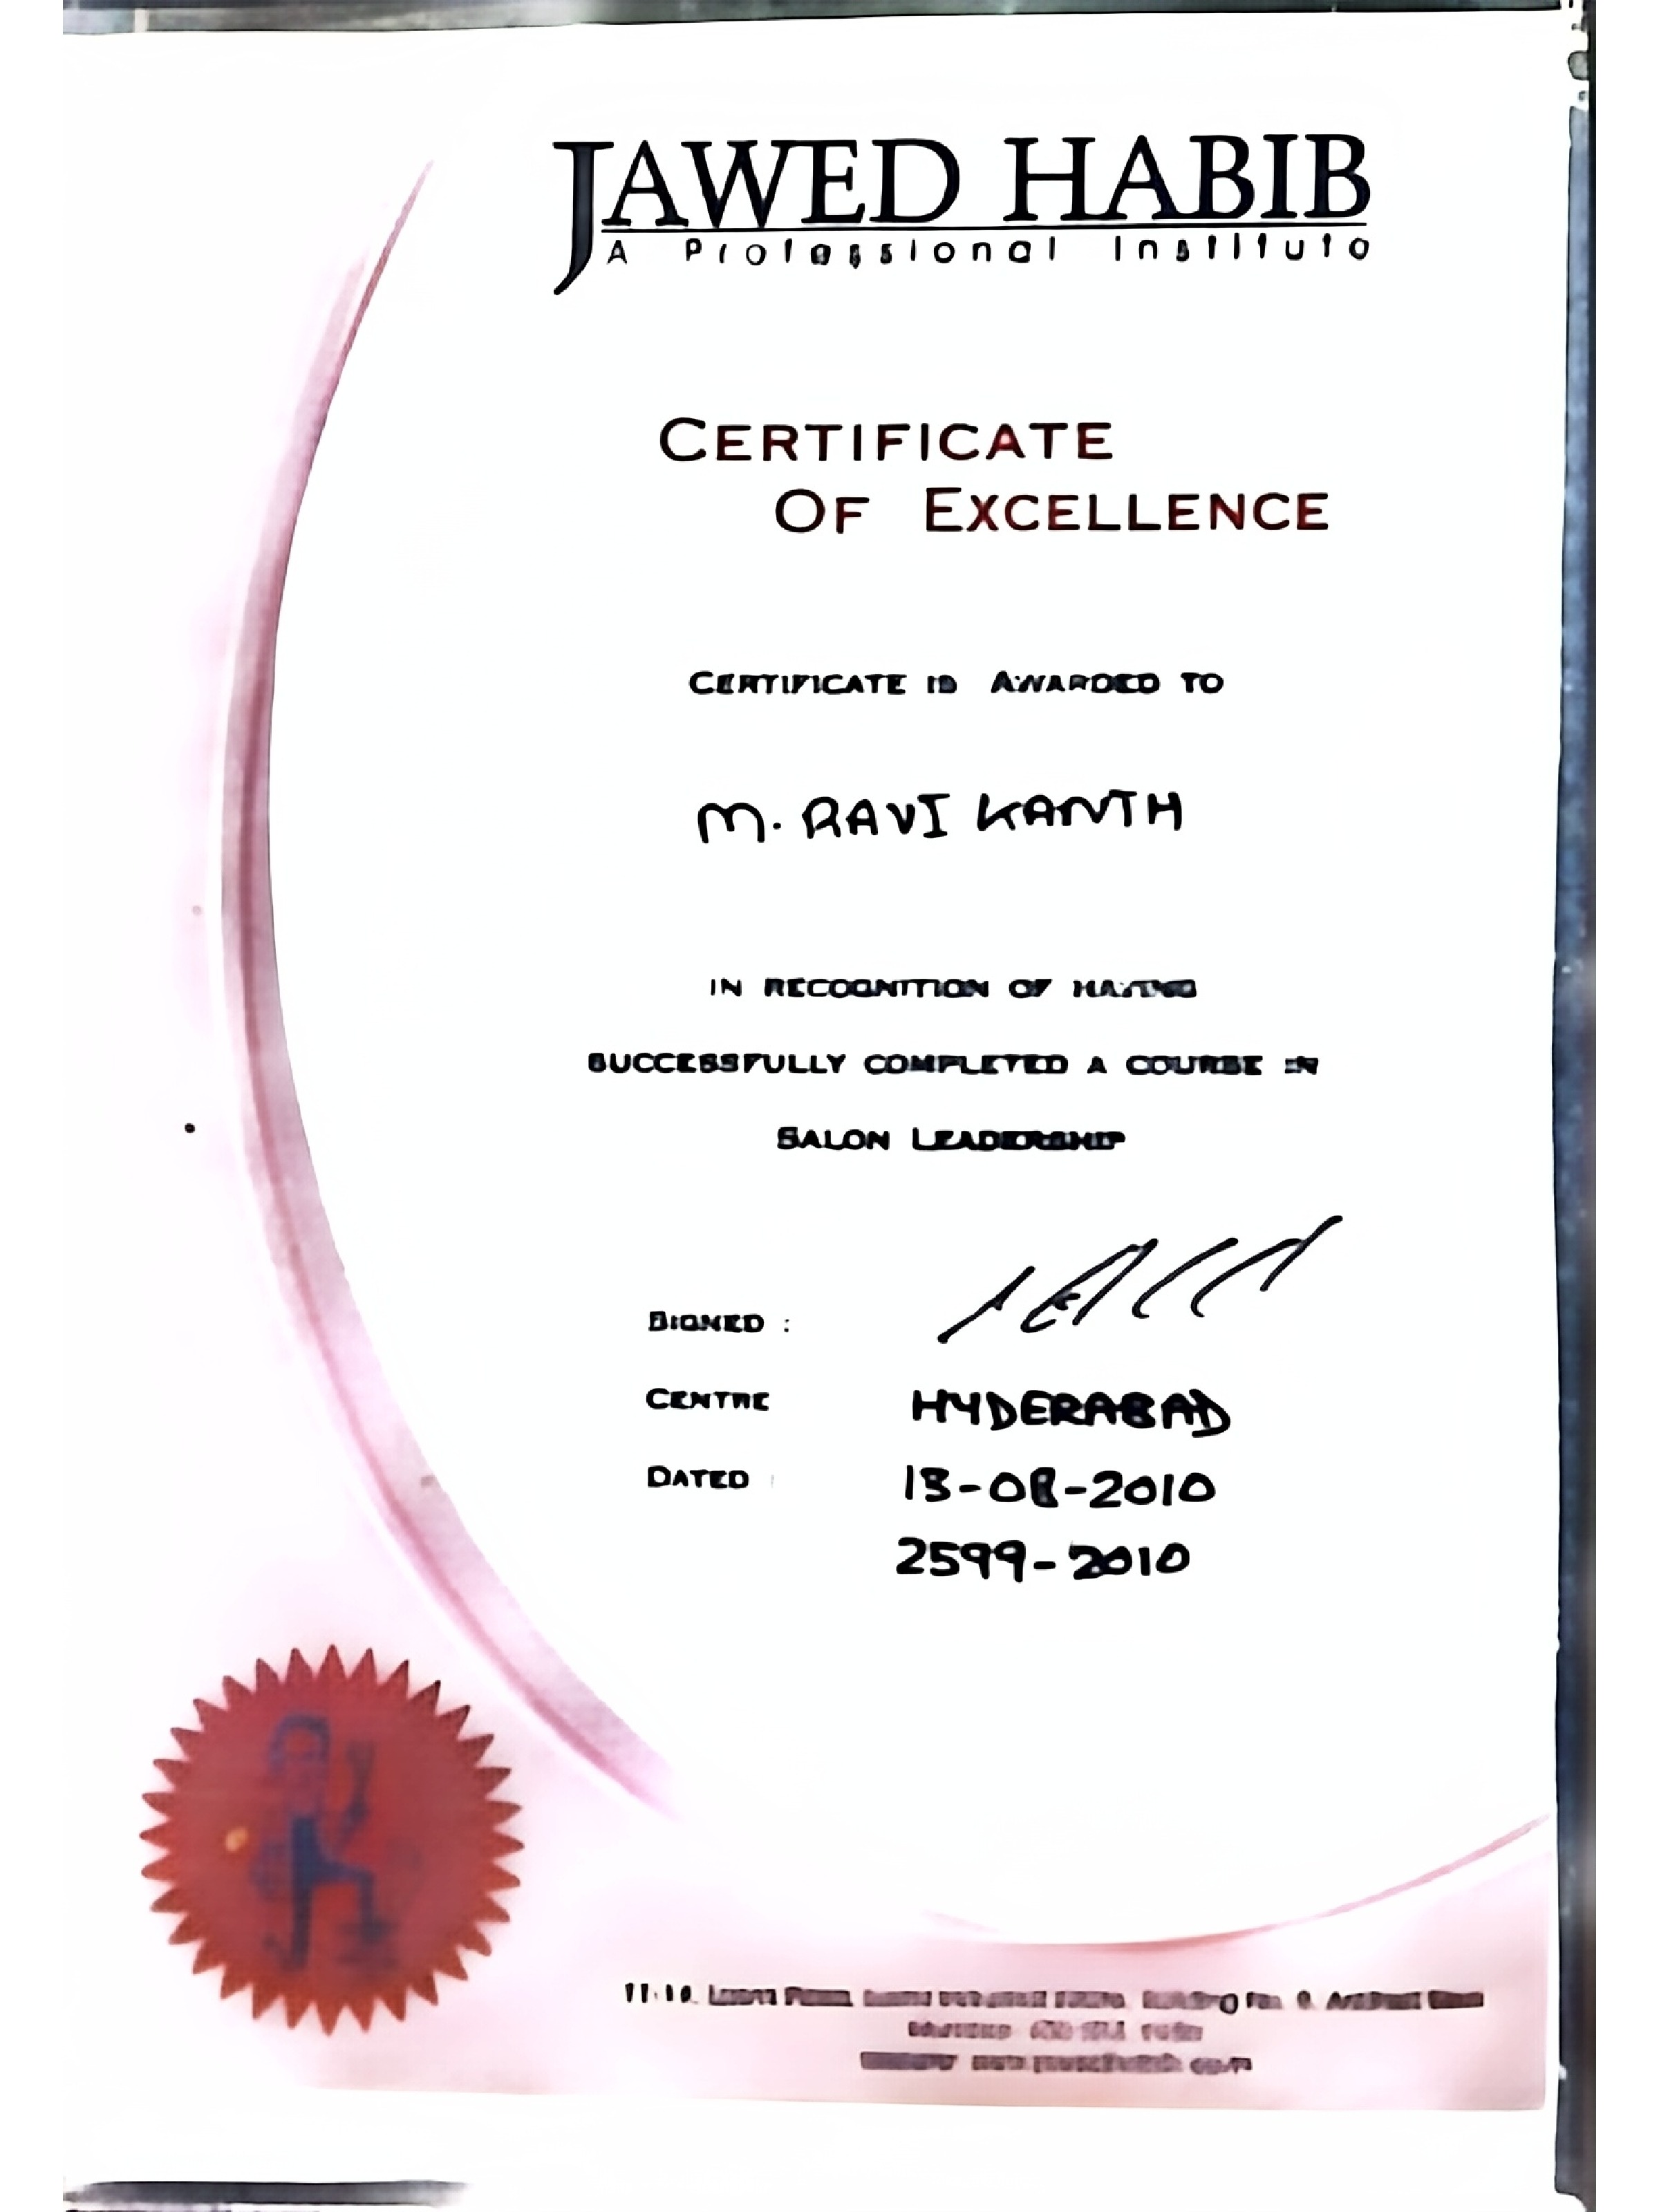 JAWED HABIB
A Professional Institute
CERTIFICATE
OF EXCELLENCE
CERTIFICATE IS AWARDED TO
M. RAVI KANTH
IN RECOGNITION OF HAVING
SUCCESSFULLY COMPLETED A COURSE IN
SALON LEADERSHIP
SIGNED :
CENTRE HYDERABAD
DATED : 13-08-2010
2599-2010